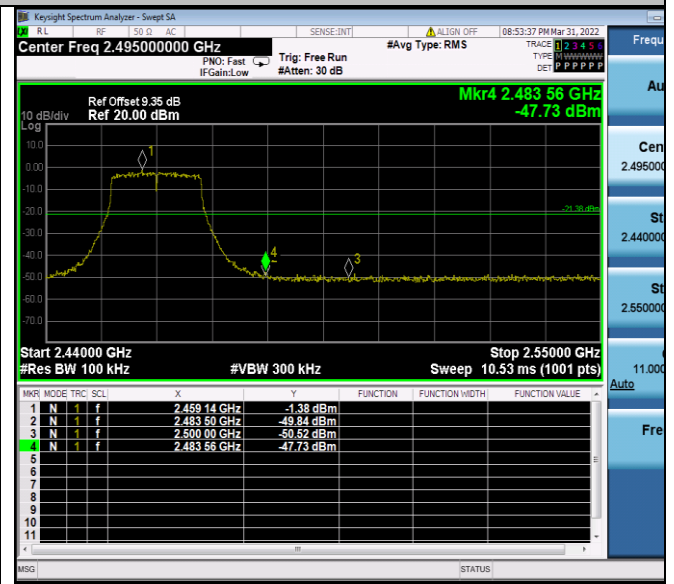 Keysight Spectrum Analyzer - Swept SA
RL RF 50 Ω AC SENSE:INT ALIGN OFF 08:53:37 PM Mar 31, 2022
Center Freq 2.495000000 GHz
#Avg Type: RMS
TRACE 1 2 3 4 5 6
TYPE M WWWWW
DET P P P P P P
PNO: Fast
IFGain:Low
Trig: Free Run
#Atten: 30 dB
Frequ
Au
Cen
2.495000
St
2.440000
St
2.550000
11.000
Auto
Fre
Mkr4 2.483 56 GHz
-47.73 dBm
Ref Offset 9.35 dB
10 dB/div Ref 20.00 dBm
Log
10.0
0.00
-10.0
-20.0
-30.0
-40.0
-50.0
-60.0
-70.0
1
4
3
-21.38 dBm
Start 2.44000 GHz Stop 2.55000 GHz
#Res BW 100 kHz #VBW 300 kHz Sweep 10.53 ms (1001 pts)
MKR MODE TRC SCL X Y FUNCTION FUNCTION WIDTH FUNCTION VALUE
1 N 1 f 2.459 14 GHz -1.38 dBm
2 N 1 f 2.483 50 GHz -49.84 dBm
3 N 1 f 2.500 00 GHz -50.52 dBm
4 N 1 f 2.483 56 GHz -47.73 dBm
5
6
7
8
9
10
11
MSG STATUS